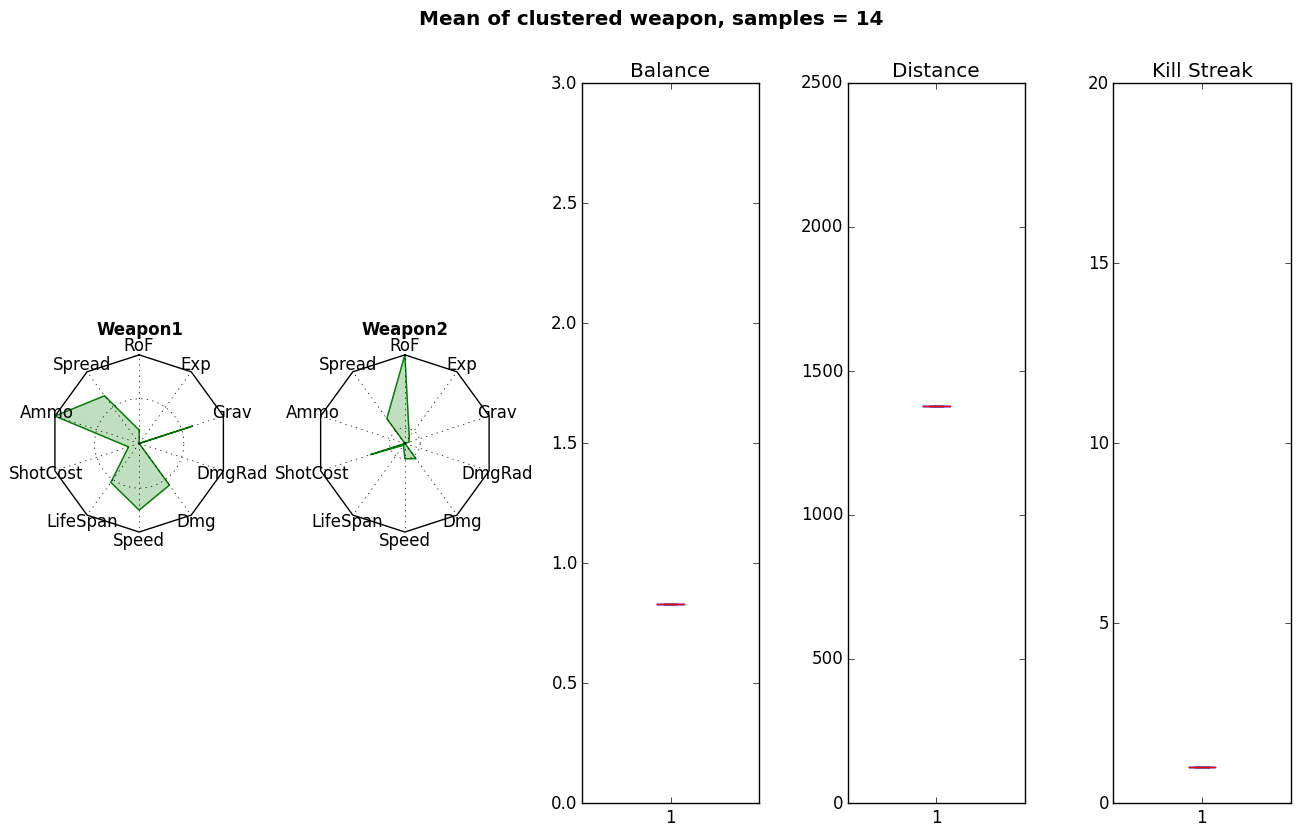 Mean of clustered weapon, samples = 14
Weapon1
RoF
Spread
Exp
Ammo
Grav
ShotCost
DmgRad
LifeSpan
Dmg
Speed
Weapon2
RoF
Spread
Exp
Ammo
Grav
ShotCost
DmgRad
LifeSpan
Dmg
Speed
Balance
3.0
2.5
2.0
1.5
1.0
0.5
0.0
1
Distance
2500
2000
1500
1000
500
0
1
Kill Streak
20
15
10
5
0
1